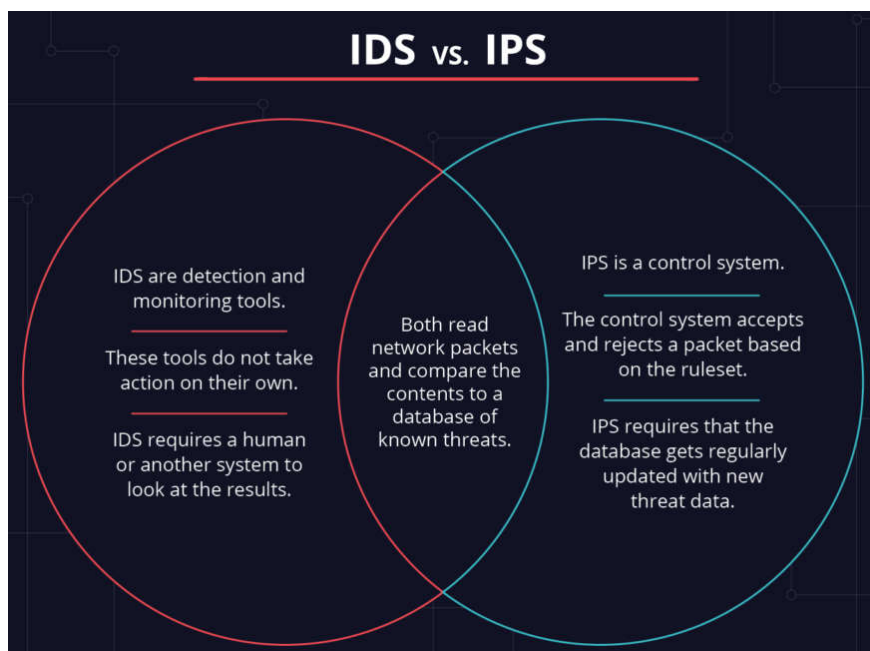 IDS vs. IPS
IDS are detection and
monitoring tools.
These tools do not take
action on their own.
IDS requires a human
or another system to
look at the results.
Both read
network packets
and compare the
contents to a
database of
known threats.
IPS is a control system.
The control system accepts
and rejects a packet based
on the ruleset.
IPS requires that the
database gets regularly
updated with new
threat data.